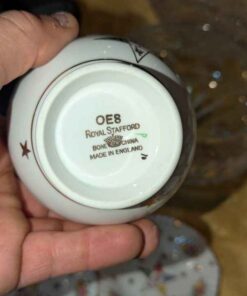 OES
ROYAL STAFFORD
BONE CHINA
MADE IN ENGLAND